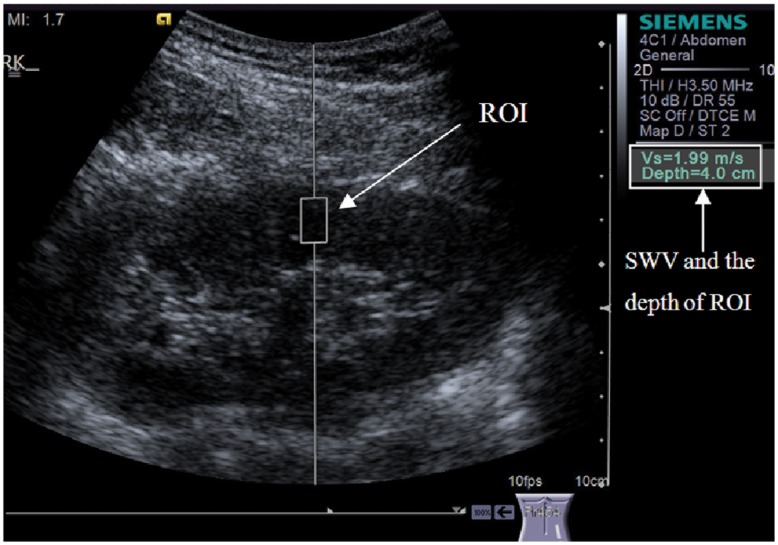 MI: 1.7
RK_
ROI
SIEMENS
4C1 / Abdomen
General
2D 10
THI / H3.50 MHz
10 dB / DR 55
SC Off / DTCE M
Map D / ST 2
Vs=1.99 m/s
Depth=4.0 cm
SWV and the
depth of ROI
10fps 10cm
100%